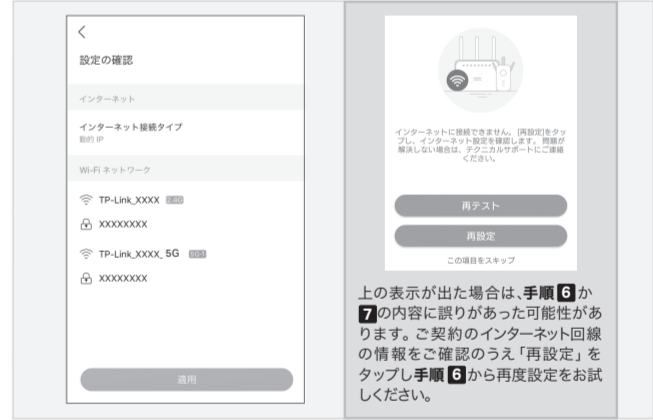 設定の確認
インターネット
インターネット接続タイプ
動的 IP
Wi-Fi ネットワーク
TP-Link_XXXX 2.4G
XXXXXXXX
TP-Link_XXXX_ 5G
XXXXXXXX
適用
インターネットに接続できません。[再設定]をタッ
プし、インターネット設定を確認します。 問題が
解決しない場合は、テクニカルサポートにご連絡
ください。
再テスト
再設定
この項目をスキップ
上の表示が出た場合は、手順6か
7の内容に誤りがあった可能性があ
ります。ご契約のインターネット回線
の情報をご確認のうえ「再設定」を
タップし手順6から再度設定をお試
しください。